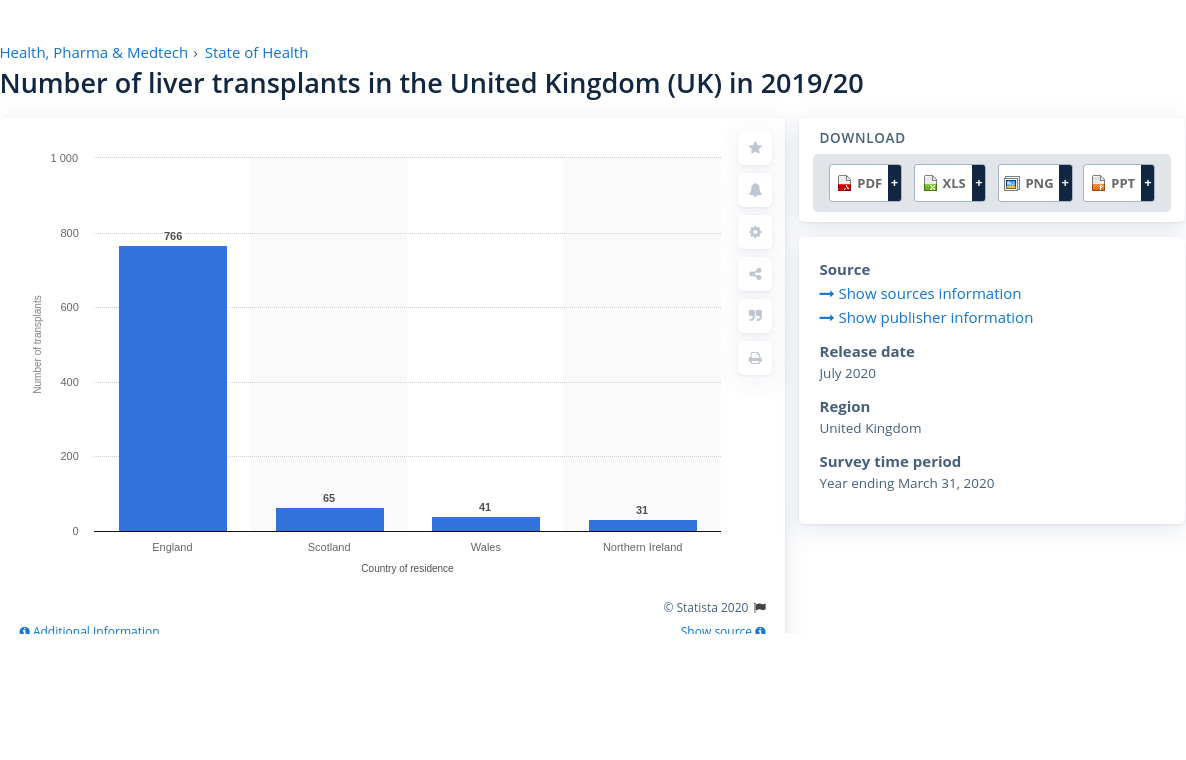 Health, Pharma & Medtech › State of Health
Number of liver transplants in the United Kingdom (UK) in 2019/20
1 000
800
600
400
200
0
Number of transplants
766
65
41
31
England
Scotland
Wales
Northern Ireland
Country of residence
© Statista 2020
Additional Information
Show source
DOWNLOAD
PDF +
XLS +
PNG +
PPT +
Source
Show sources information
Show publisher information
Release date
July 2020
Region
United Kingdom
Survey time period
Year ending March 31, 2020